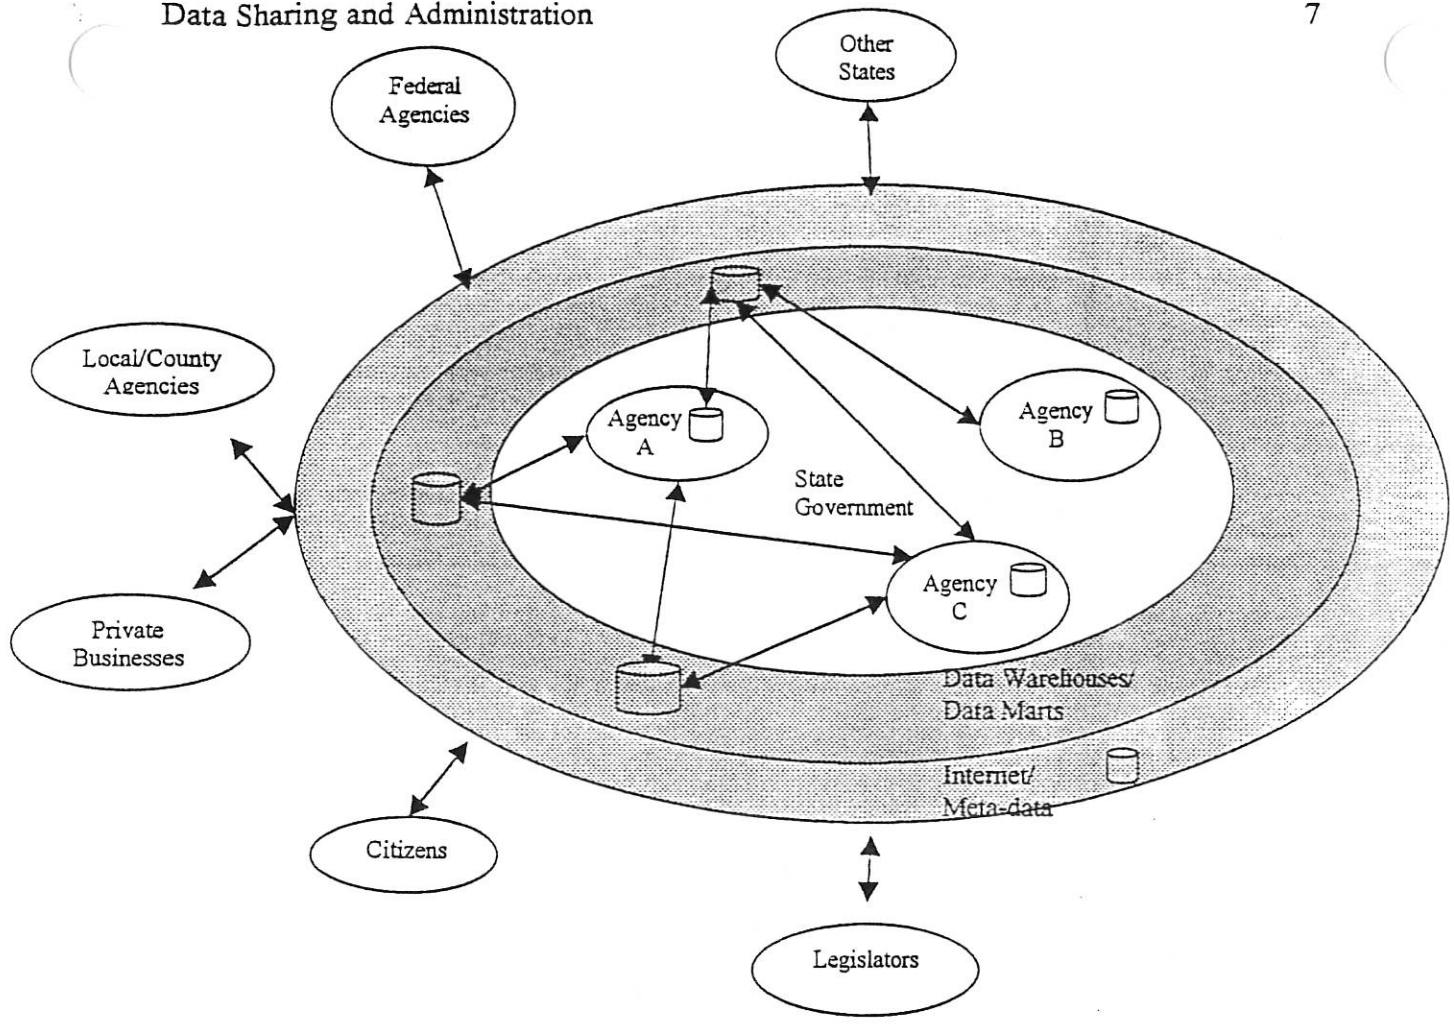 Data Sharing and Administration
7
Other
States
Federal
Agencies
Local/County
Agencies
Agency
A
Agency
B
State
Government
Agency
C
Private
Businesses
Data Warehouses/
Data Marts
Internet/
Meta-data
Citizens
Legislators